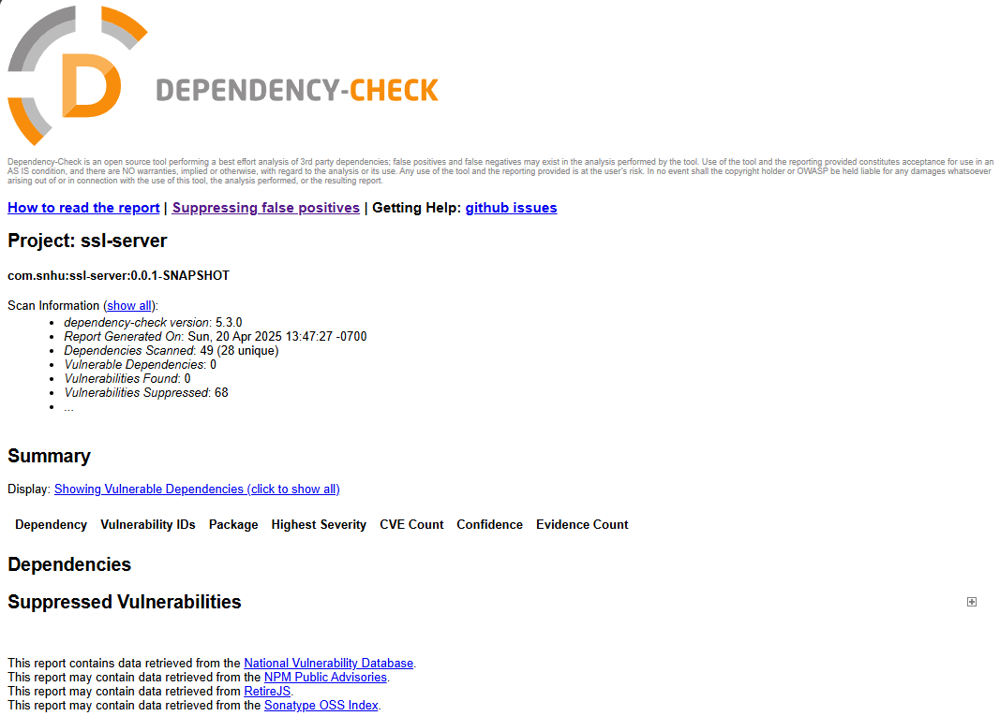 D
DEPENDENCY-CHECK
Dependency-Check is an open source tool performing a best effort analysis of 3rd party dependencies; false positives and false negatives may exist in the analysis performed by the tool. Use of the tool and the reporting provided constitutes acceptance for use in an
AS IS condition, and there are NO warranties, implied or otherwise, with regard to the analysis or its use. Any use of the tool and the reporting provided is at the user's risk. In no event shall the copyright holder or OWASP be held liable for any damages whatsoever
arising out of or in connection with the use of this tool, the analysis performed, or the resulting report.
How to read the report | Suppressing false positives | Getting Help: github issues
Project: ssl-server
com.snhu:ssl-server:0.0.1-SNAPSHOT
Scan Information (show all):
• dependency-check version: 5.3.0
• Report Generated On: Sun, 20 Apr 2025 13:47:27 -0700
• Dependencies Scanned: 49 (28 unique)
• Vulnerable Dependencies: 0
• Vulnerabilities Found: 0
• Vulnerabilities Suppressed: 68
• ...
Summary
Display: Showing Vulnerable Dependencies (click to show all)
Dependency Vulnerability IDs Package Highest Severity CVE Count Confidence Evidence Count
Dependencies
Suppressed Vulnerabilities
This report contains data retrieved from the National Vulnerability Database.
This report may contain data retrieved from the NPM Public Advisories.
This report may contain data retrieved from RetireJS.
This report may contain data retrieved from the Sonatype OSS Index.